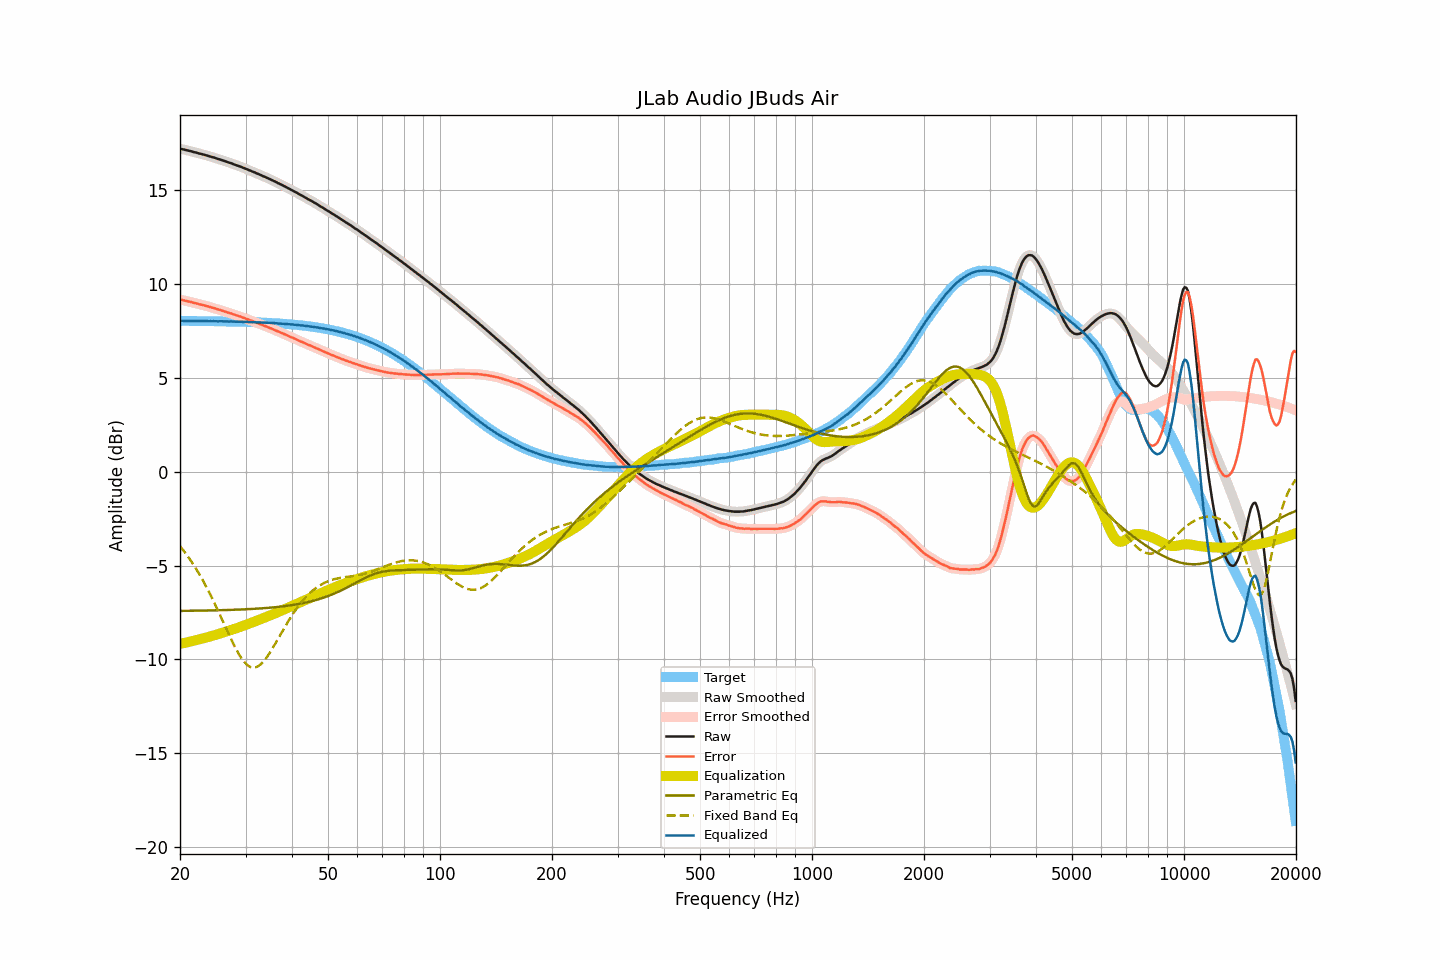 JLab Audio JBuds Air
15
10
5
0
−5
−10
−15
−20
Amplitude (dBr)
Target
Raw Smoothed
Error Smoothed
Raw
Error
Equalization
Parametric Eq
Fixed Band Eq
Equalized
20 50 100 200 500 1000 2000 5000 10000 20000
Frequency (Hz)